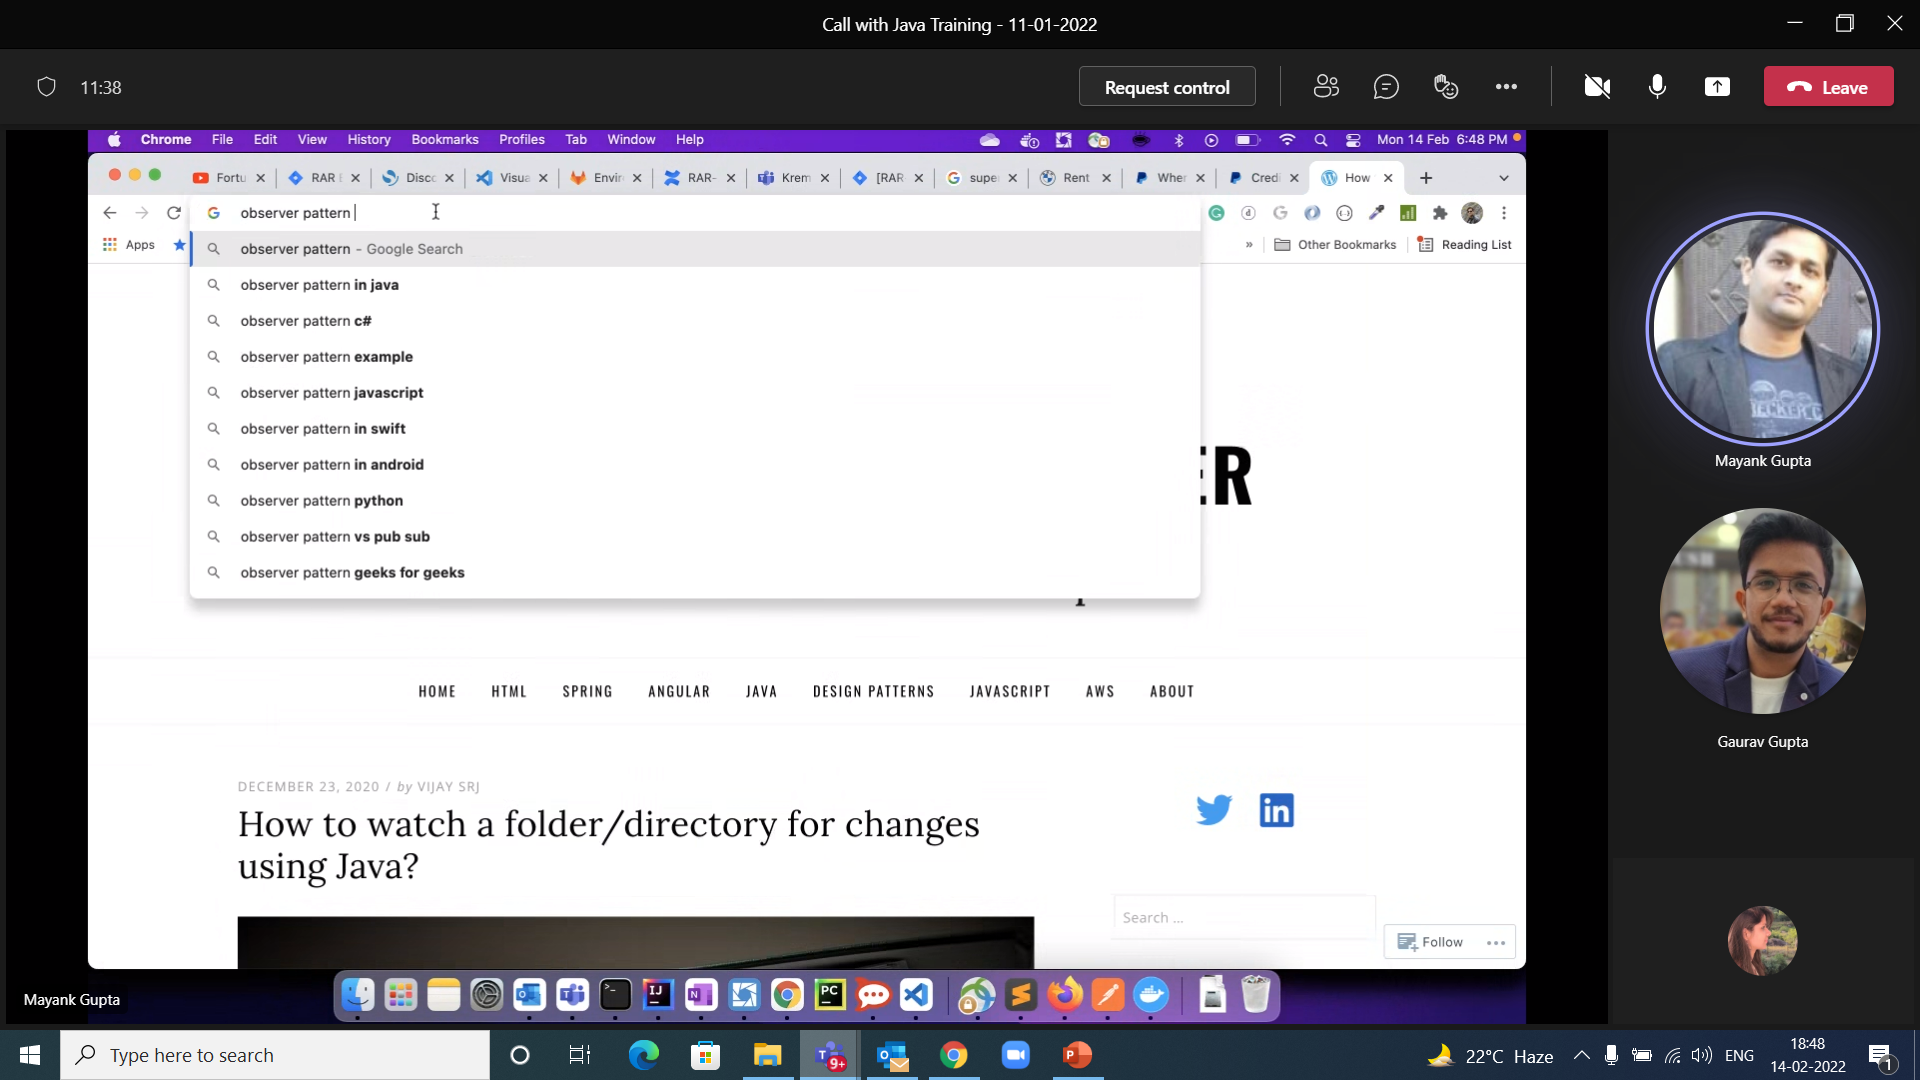 Call with Java Training - 11-01-2022
11:38
Request control
Leave
Chrome File Edit View History Bookmarks Profiles Tab Window Help
Mon 14 Feb 6:48 PM
Fortu RAR E Disco Visua Envir RAR- Krem [RAR supe Rent Wher Credi How
observer pattern
Apps
» Other Bookmarks Reading List
observer pattern - Google Search
observer pattern in java
observer pattern c#
observer pattern example
observer pattern javascript
observer pattern in swift
observer pattern in android
observer pattern python
observer pattern vs pub sub
observer pattern geeks for geeks
ER
HOME HTML SPRING ANGULAR JAVA DESIGN PATTERNS JAVASCRIPT AWS ABOUT
DECEMBER 23, 2020 / by VIJAY SRJ
How to watch a folder/directory for changes
using Java?
Search ...
Follow
Mayank Gupta
Gaurav Gupta
Mayank Gupta
Type here to search
9+
22°C Haze
ENG
18:48
14-02-2022
1